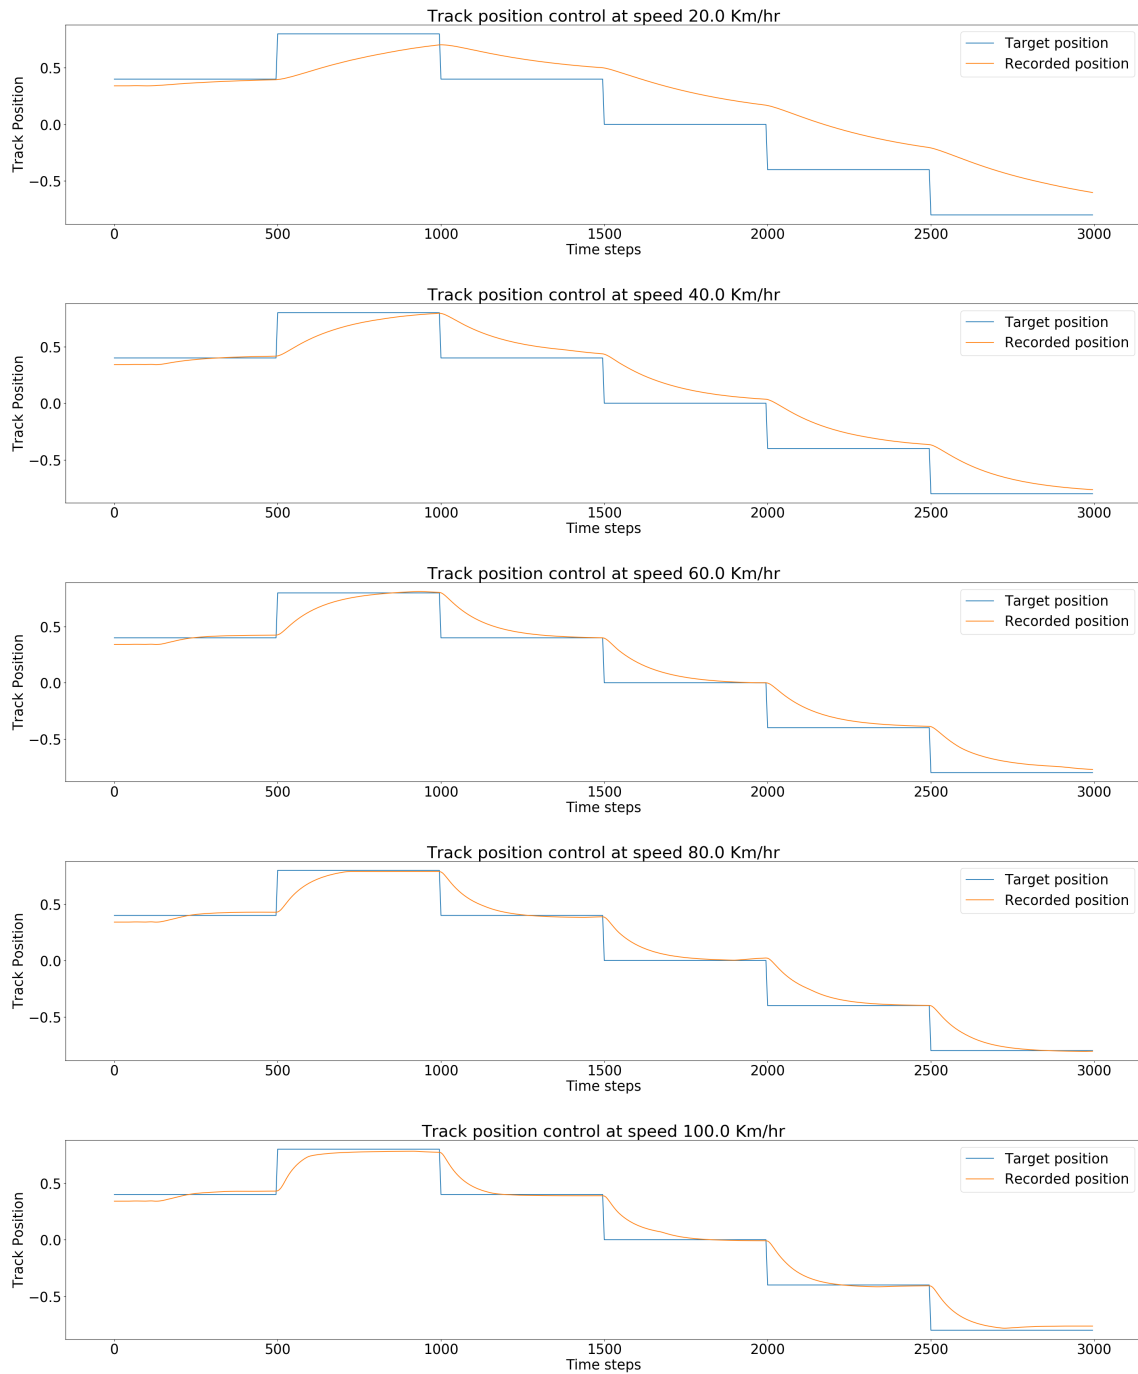 Track position control at speed 20.0 Km/hr
Target position
Recorded position
0.5
0.0
−0.5
Track Position
0 500 1000 1500 2000 2500 3000
Time steps
Track position control at speed 40.0 Km/hr
Target position
Recorded position
0.5
0.0
−0.5
Track Position
0 500 1000 1500 2000 2500 3000
Time steps
Track position control at speed 60.0 Km/hr
Target position
Recorded position
0.5
0.0
−0.5
Track Position
0 500 1000 1500 2000 2500 3000
Time steps
Track position control at speed 80.0 Km/hr
Target position
Recorded position
0.5
0.0
−0.5
Track Position
0 500 1000 1500 2000 2500 3000
Time steps
Track position control at speed 100.0 Km/hr
Target position
Recorded position
0.5
0.0
−0.5
Track Position
0 500 1000 1500 2000 2500 3000
Time steps